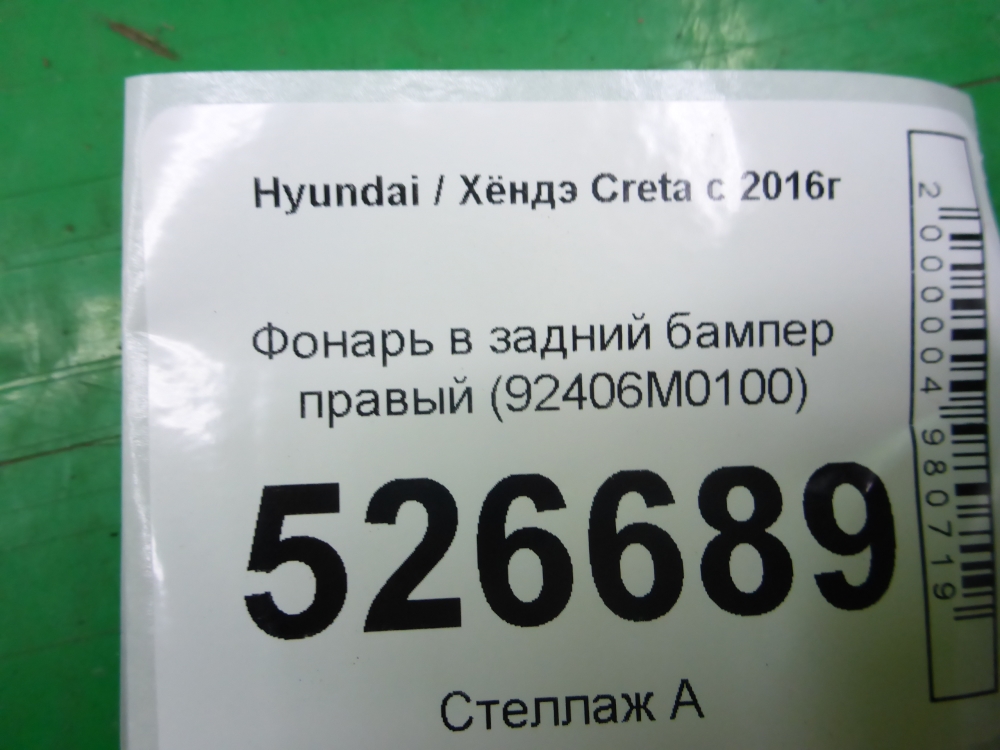 Hyundai / Хёндэ Creta с 2016г
Фонарь в задний бампер
правый (92406M0100)
526689
Стеллаж А
2000004980719